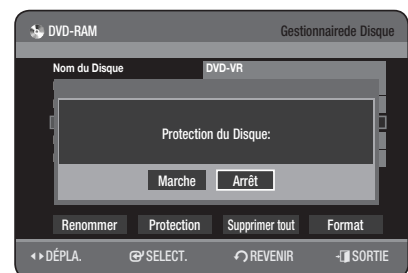 DVD-RAM Gestionnairede Disque
Nom du Disque DVD-VR
Protection du Disque:
Marche Arrêt
Renommer Protection Supprimer tout Format
DÉPLA. SELECT. REVENIR SORTIE